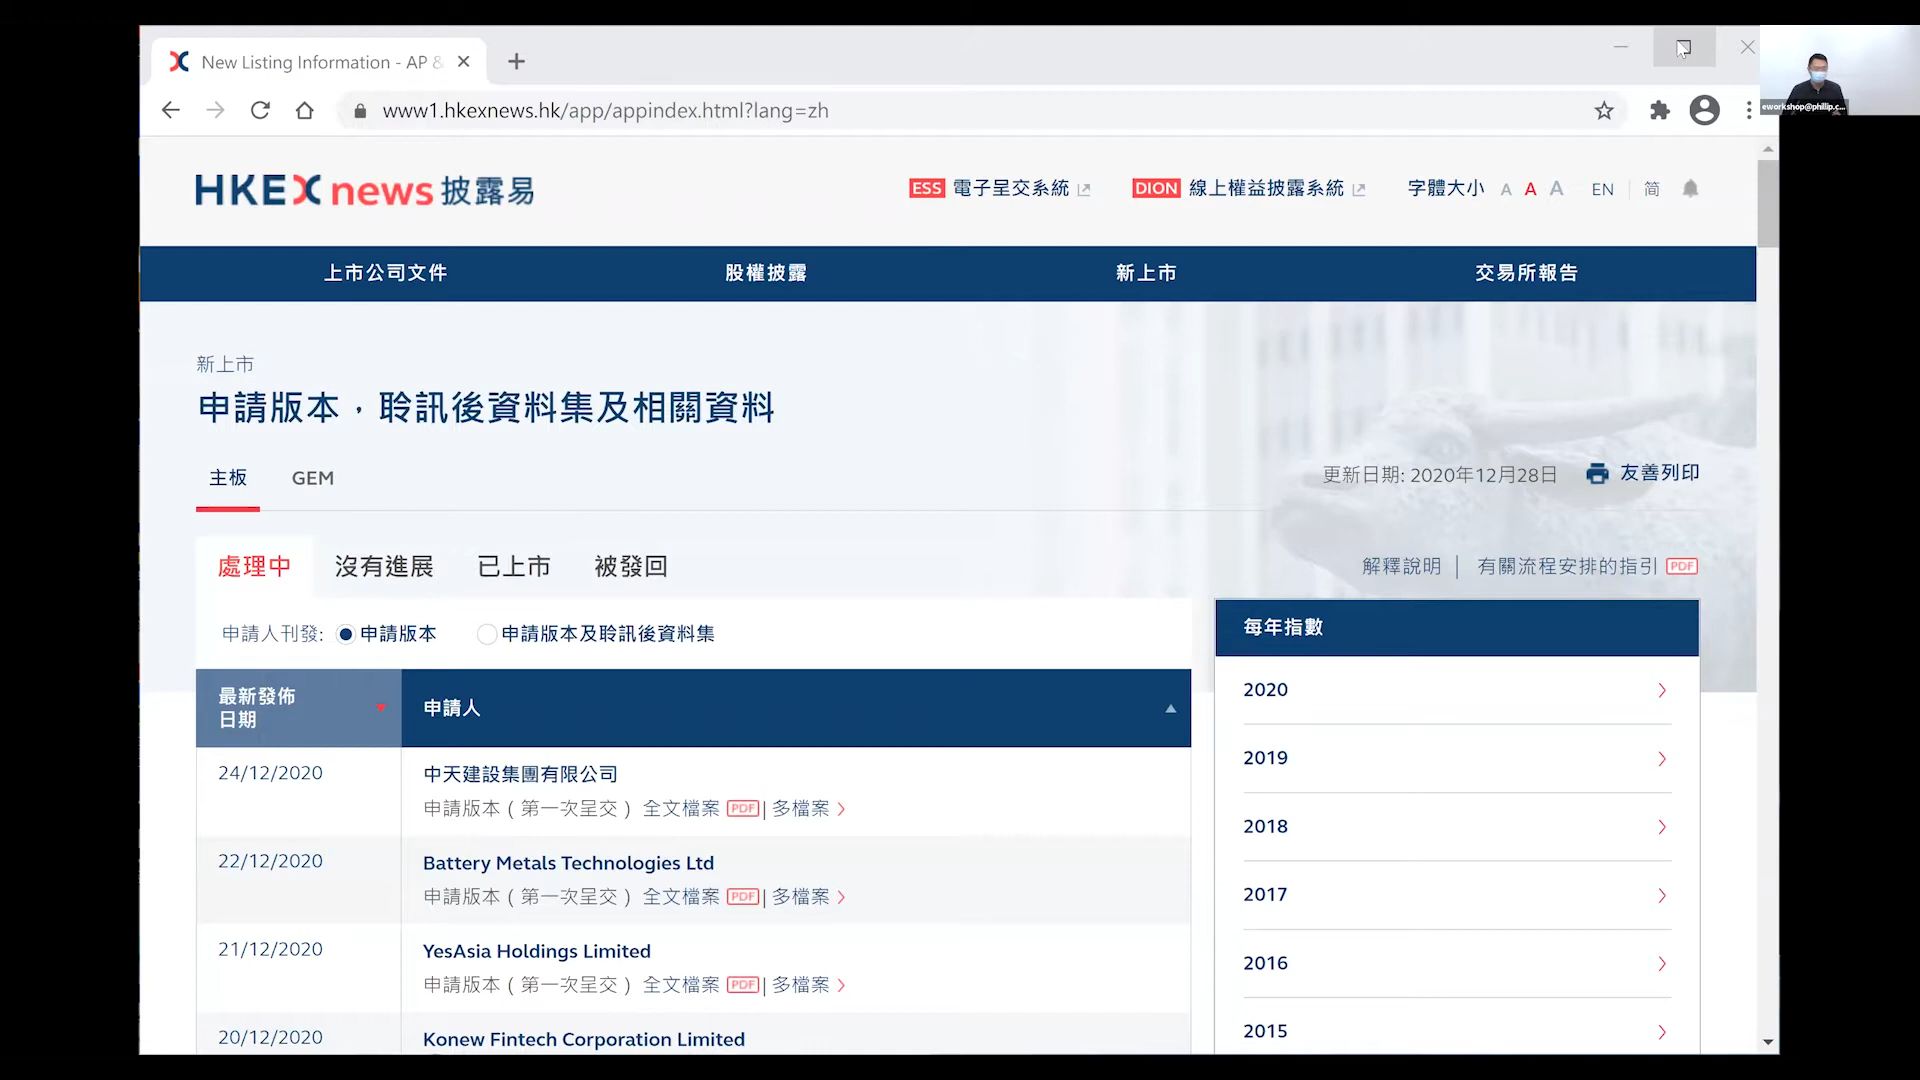 New Listing Information - AP &
www1.hkexnews.hk/app/appindex.html?lang=zh
eworkshop@phillip.c...
HKEX news 披露易
ESS 電子呈交系統
DION 線上權益披露系統
字體大小 A A A
EN
简
上市公司文件
股權披露
新上市
交易所報告
新上市
申請版本，聆訊後資料集及相關資料
主板
GEM
更新日期: 2020年12月28日
友善列印
處理中
沒有進展
已上市
被發回
解釋說明
有關流程安排的指引 PDF
申請人刊發:
申請版本
申請版本及聆訊後資料集
最新發佈
日期
申請人
24/12/2020
中天建設集團有限公司
申請版本 ( 第一次呈交 ) 全文檔案 PDF | 多檔案
22/12/2020
Battery Metals Technologies Ltd
申請版本 ( 第一次呈交 ) 全文檔案 PDF | 多檔案
21/12/2020
YesAsia Holdings Limited
申請版本 ( 第一次呈交 ) 全文檔案 PDF | 多檔案
20/12/2020
Konew Fintech Corporation Limited
每年指數
2020
2019
2018
2017
2016
2015